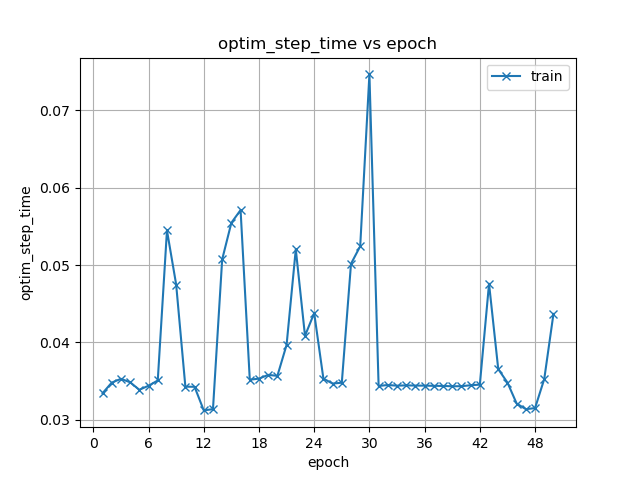 optim_step_time vs epoch
train
optim_step_time
0.07
0.06
0.05
0.04
0.03
0 6 12 18 24 30 36 42 48
epoch